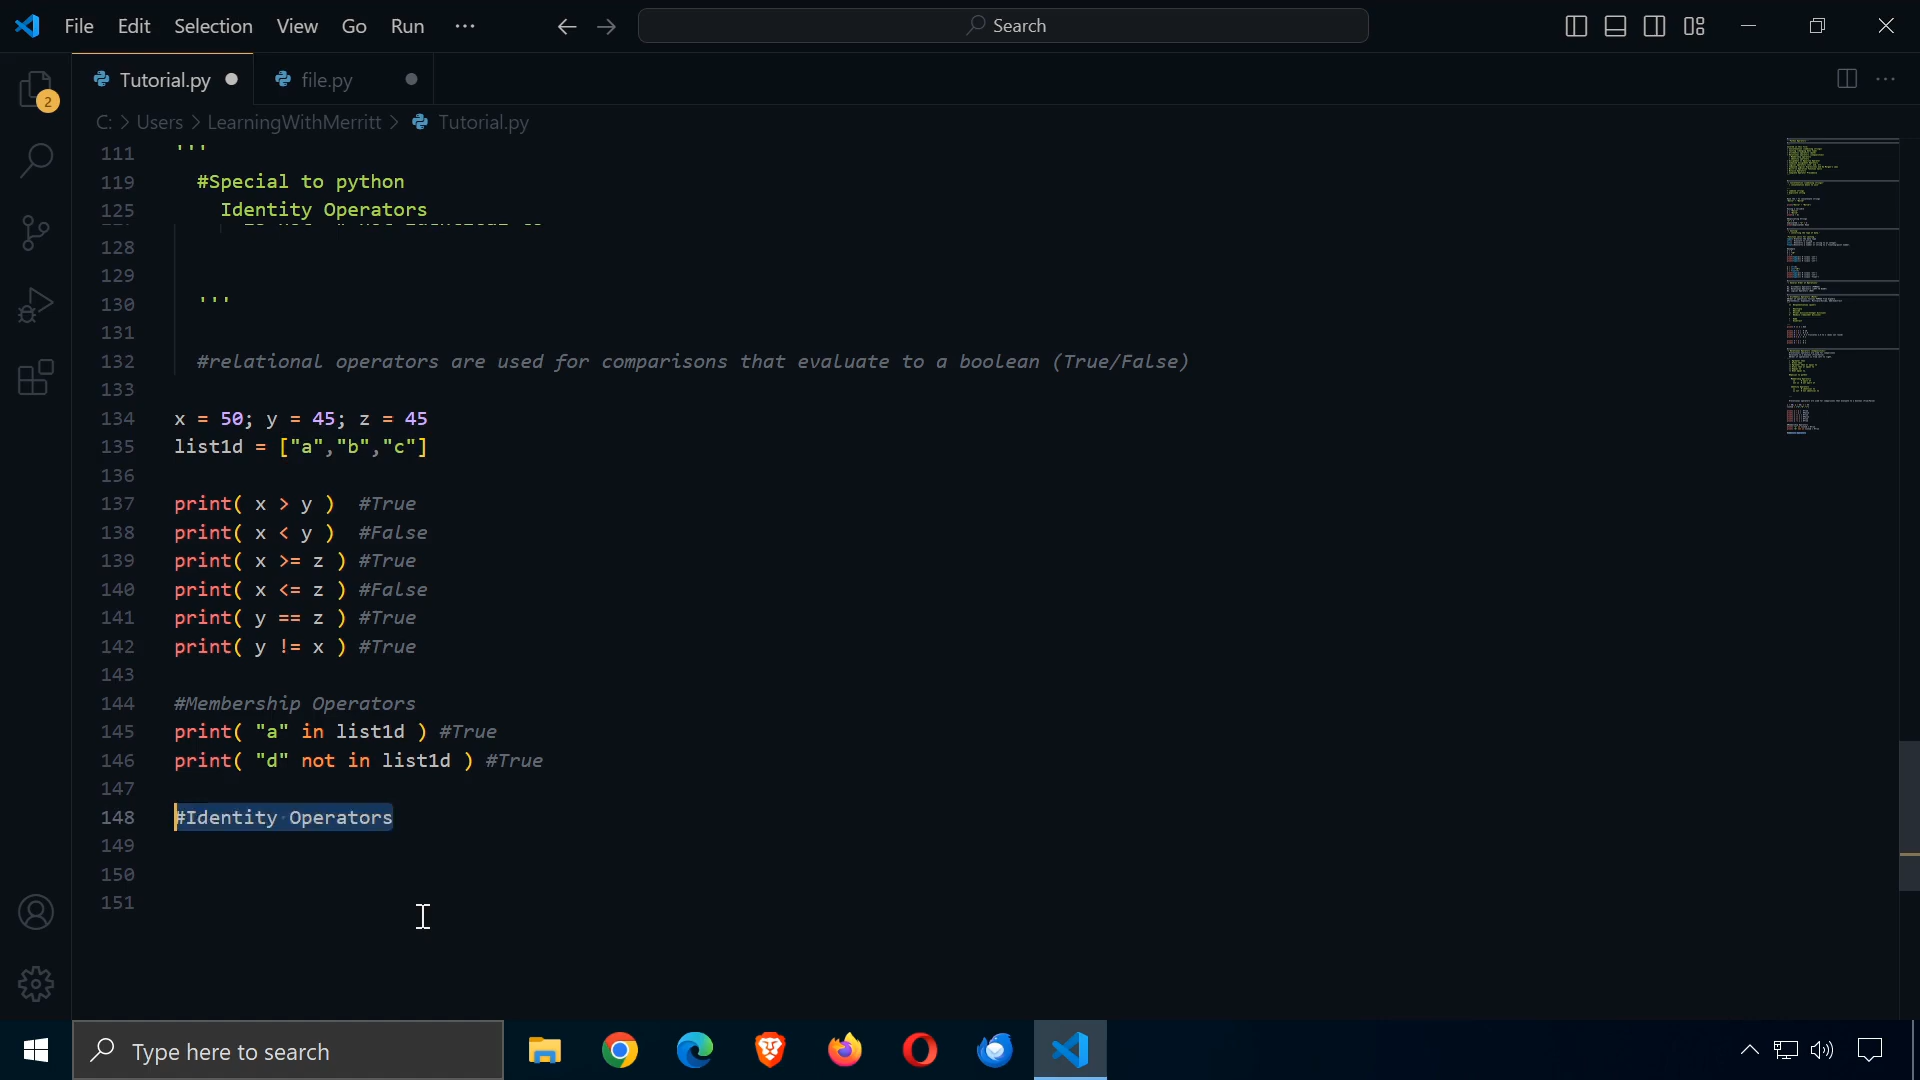 File Edit Selection View Go Run ···
Search
Tutorial.py file.py
2
C: > Users > LearningWithMerritt > Tutorial.py
111 '''
119 #Special to python
125 Identity Operators
128
129
130 '''
131
132 #relational operators are used for comparisons that evaluate to a boolean (True/False)
133
134 x = 50; y = 45; z = 45
135 list1d = ["a","b","c"]
136
137 print( x > y ) #True
138 print( x < y ) #False
139 print( x >= z ) #True
140 print( x <= z ) #False
141 print( y == z ) #True
142 print( y != x ) #True
143
144 #Membership Operators
145 print( "a" in list1d ) #True
146 print( "d" not in list1d ) #True
147
148 #Identity Operators
149
150
151
Type here to search